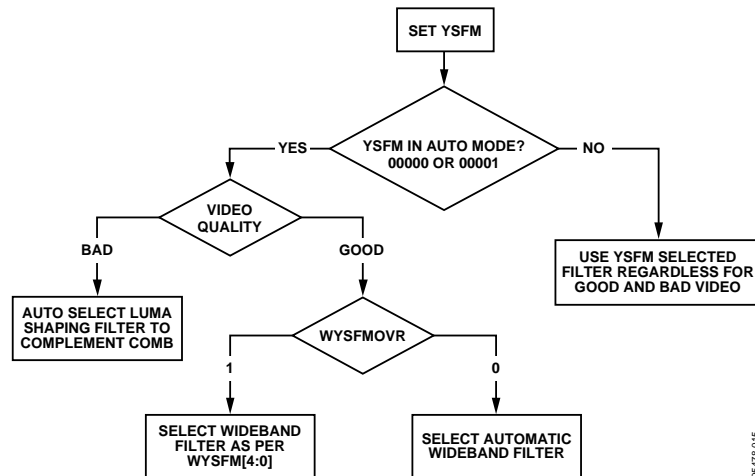 SET YSFM
YSFM IN AUTO MODE?
00000 OR 00001
YES
NO
VIDEO
QUALITY
BAD
GOOD
USE YSFM SELECTED
FILTER REGARDLESS FOR
GOOD AND BAD VIDEO
AUTO SELECT LUMA
SHAPING FILTER TO
COMPLEMENT COMB
WYSFMOVR
1
0
SELECT WIDEBAND
FILTER AS PER
WYSFM[4:0]
SELECT AUTOMATIC
WIDEBAND FILTER